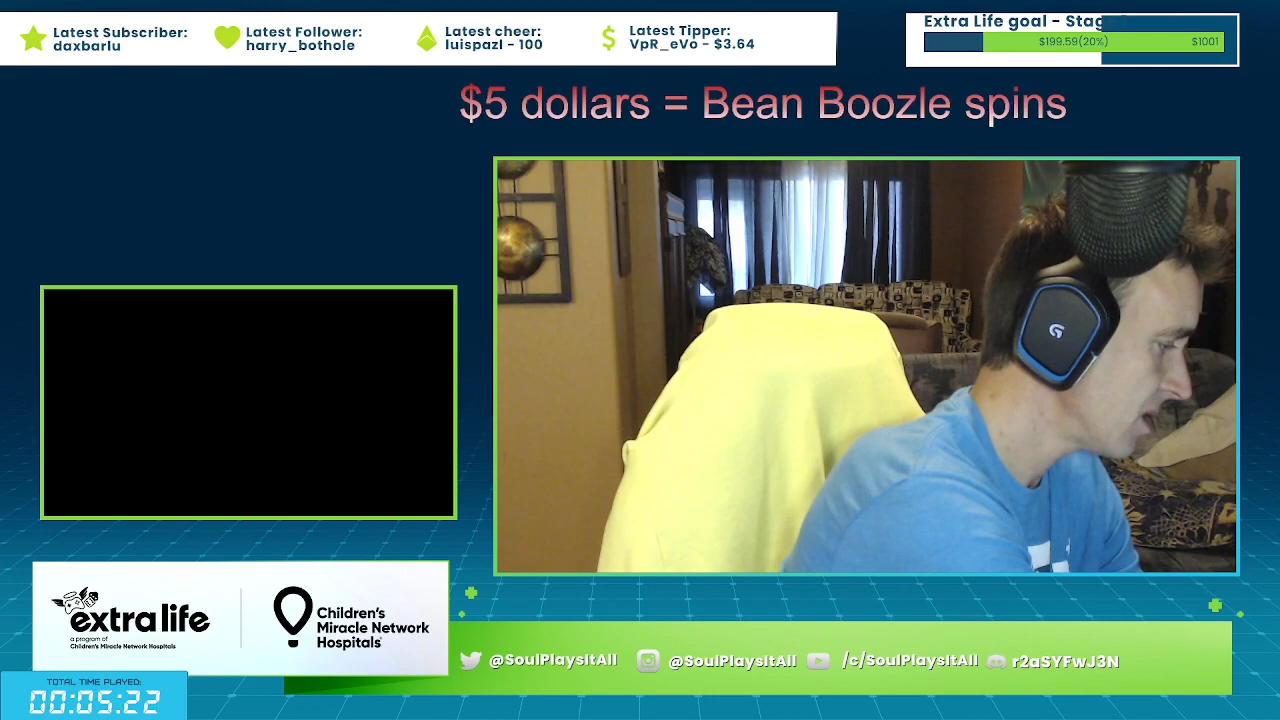 Latest Subscriber:
daxbarlu
Latest Follower:
harry_bothole
Latest cheer:
luispazl - 100
Latest Tipper:
VpR_eVo - $3.64
Extra Life goal - Stag
$199.59(20%)
$1001
$5 dollars = Bean Boozle spins
extralife
a program of
Children's Miracle Network Hospitals
Children's
Miracle Network
Hospitals
@SoulPlaysItAll
@SoulPlaysItAll
/c/SoulPlaysItAll
r2aSYFwJ3N
TOTAL TIME PLAYED:
00:05:22